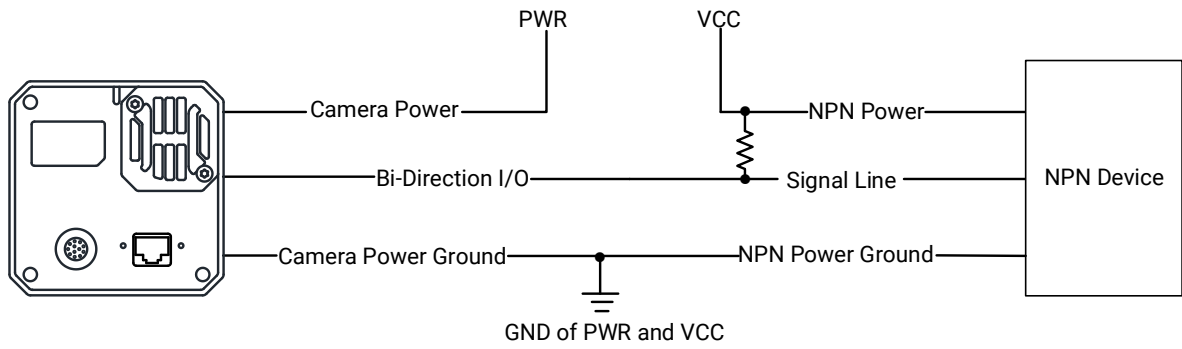 PWR
VCC
Camera Power
NPN Power
Bi-Direction I/O
Signal Line
NPN Device
Camera Power Ground
NPN Power Ground
GND of PWR and VCC